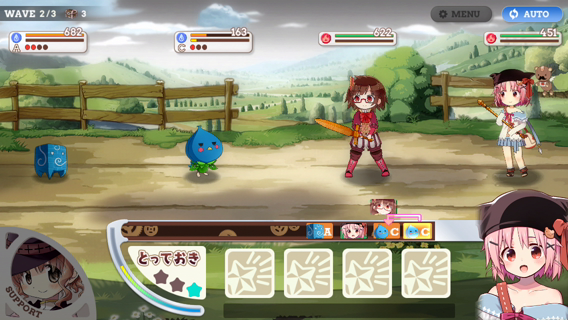 WAVE 2/3 3
MENU
AUTO
682
163
622
451
A
C
A C C
とっておき
SUPPORT